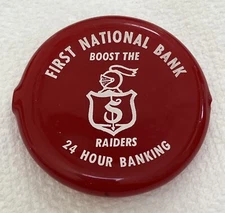 FIRST NATIONAL BANK
BOOST THE
S
RAIDERS
24 HOUR BANKING